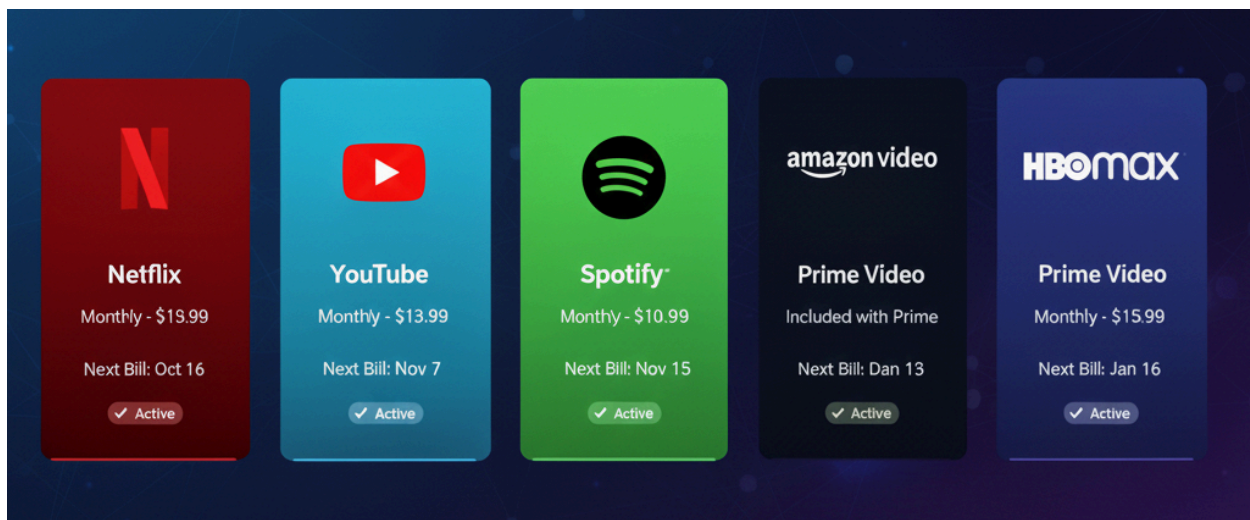 Netflix
Monthly - $13.99
Next Bill: Oct 16
✓ Active
YouTube
Monthly - $13.99
Next Bill: Nov 7
✓ Active
Spotify
Monthly - $10.99
Next Bill: Nov 15
✓ Active
amazon video
Prime Video
Included with Prime
Next Bill: Dan 13
✓ Active
HBOmax
Prime Video
Monthly - $15.99
Next Bill: Jan 16
✓ Active